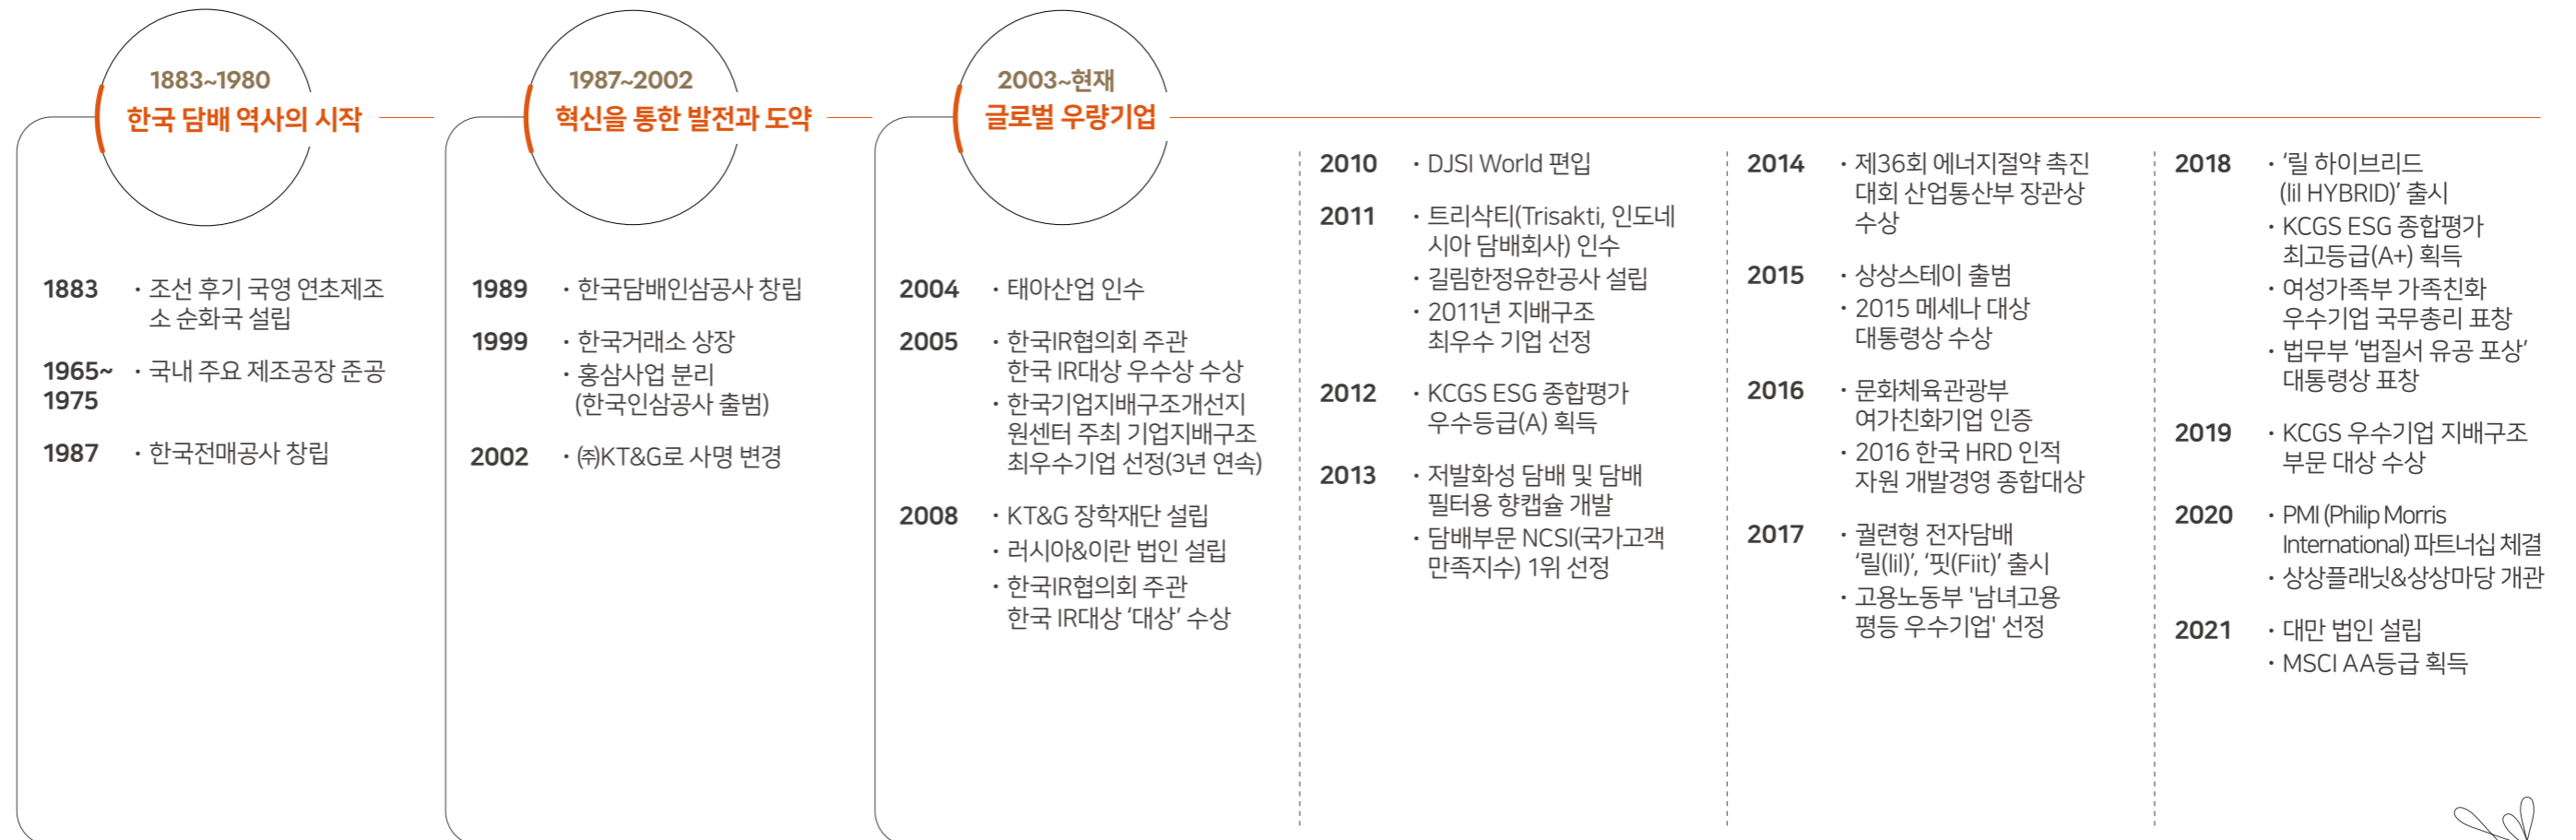 1883~1980
한국 담배 역사의 시작
1883 · 조선 후기 국영 연초제조
소 순화국 설립
1965~ · 국내 주요 제조공장 준공
1975
1987 · 한국전매공사 창립
1987~2002
혁신을 통한 발전과 도약
1989 · 한국담배인삼공사 창립
1999 · 한국거래소 상장
· 홍삼사업 분리
(한국인삼공사 출범)
2002 · ㈜KT&G로 사명 변경
2003~현재
글로벌 우량기업
2004 · 태아산업 인수
2005 · 한국IR협의회 주관
한국 IR대상 우수상 수상
· 한국기업지배구조개선지
원센터 주최 기업지배구조
최우수기업 선정(3년 연속)
2008 · KT&G 장학재단 설립
· 러시아&이란 법인 설립
· 한국IR협의회 주관
한국 IR대상 ‘대상’ 수상
2010 · DJSI World 편입
2011 · 트리삭티(Trisakti, 인도네
시아 담배회사) 인수
· 길림한정유한공사 설립
· 2011년 지배구조
최우수 기업 선정
2012 · KCGS ESG 종합평가
우수등급(A) 획득
2013 · 저발화성 담배 및 담배
필터용 향캡슐 개발
· 담배부문 NCSI(국가고객
만족지수) 1위 선정
2014 · 제36회 에너지절약 촉진
대회 산업통산부 장관상
수상
2015 · 상상스테이 출범
· 2015 메세나 대상
대통령상 수상
2016 · 문화체육관광부
여가친화기업 인증
· 2016 한국 HRD 인적
자원 개발경영 종합대상
2017 · 궐련형 전자담배
‘릴(lil)’, ‘핏(Fiit)’ 출시
· 고용노동부 '남녀고용
평등 우수기업' 선정
2018 · ‘릴 하이브리드
(lil HYBRID)’ 출시
· KCGS ESG 종합평가
최고등급(A+) 획득
· 여성가족부 가족친화
우수기업 국무총리 표창
· 법무부 ‘법질서 유공 포상’
대통령상 표창
2019 · KCGS 우수기업 지배구조
부문 대상 수상
2020 · PMI (Philip Morris
International) 파트너십 체결
· 상상플래닛&상상마당 개관
2021 · 대만 법인 설립
· MSCI AA등급 획득